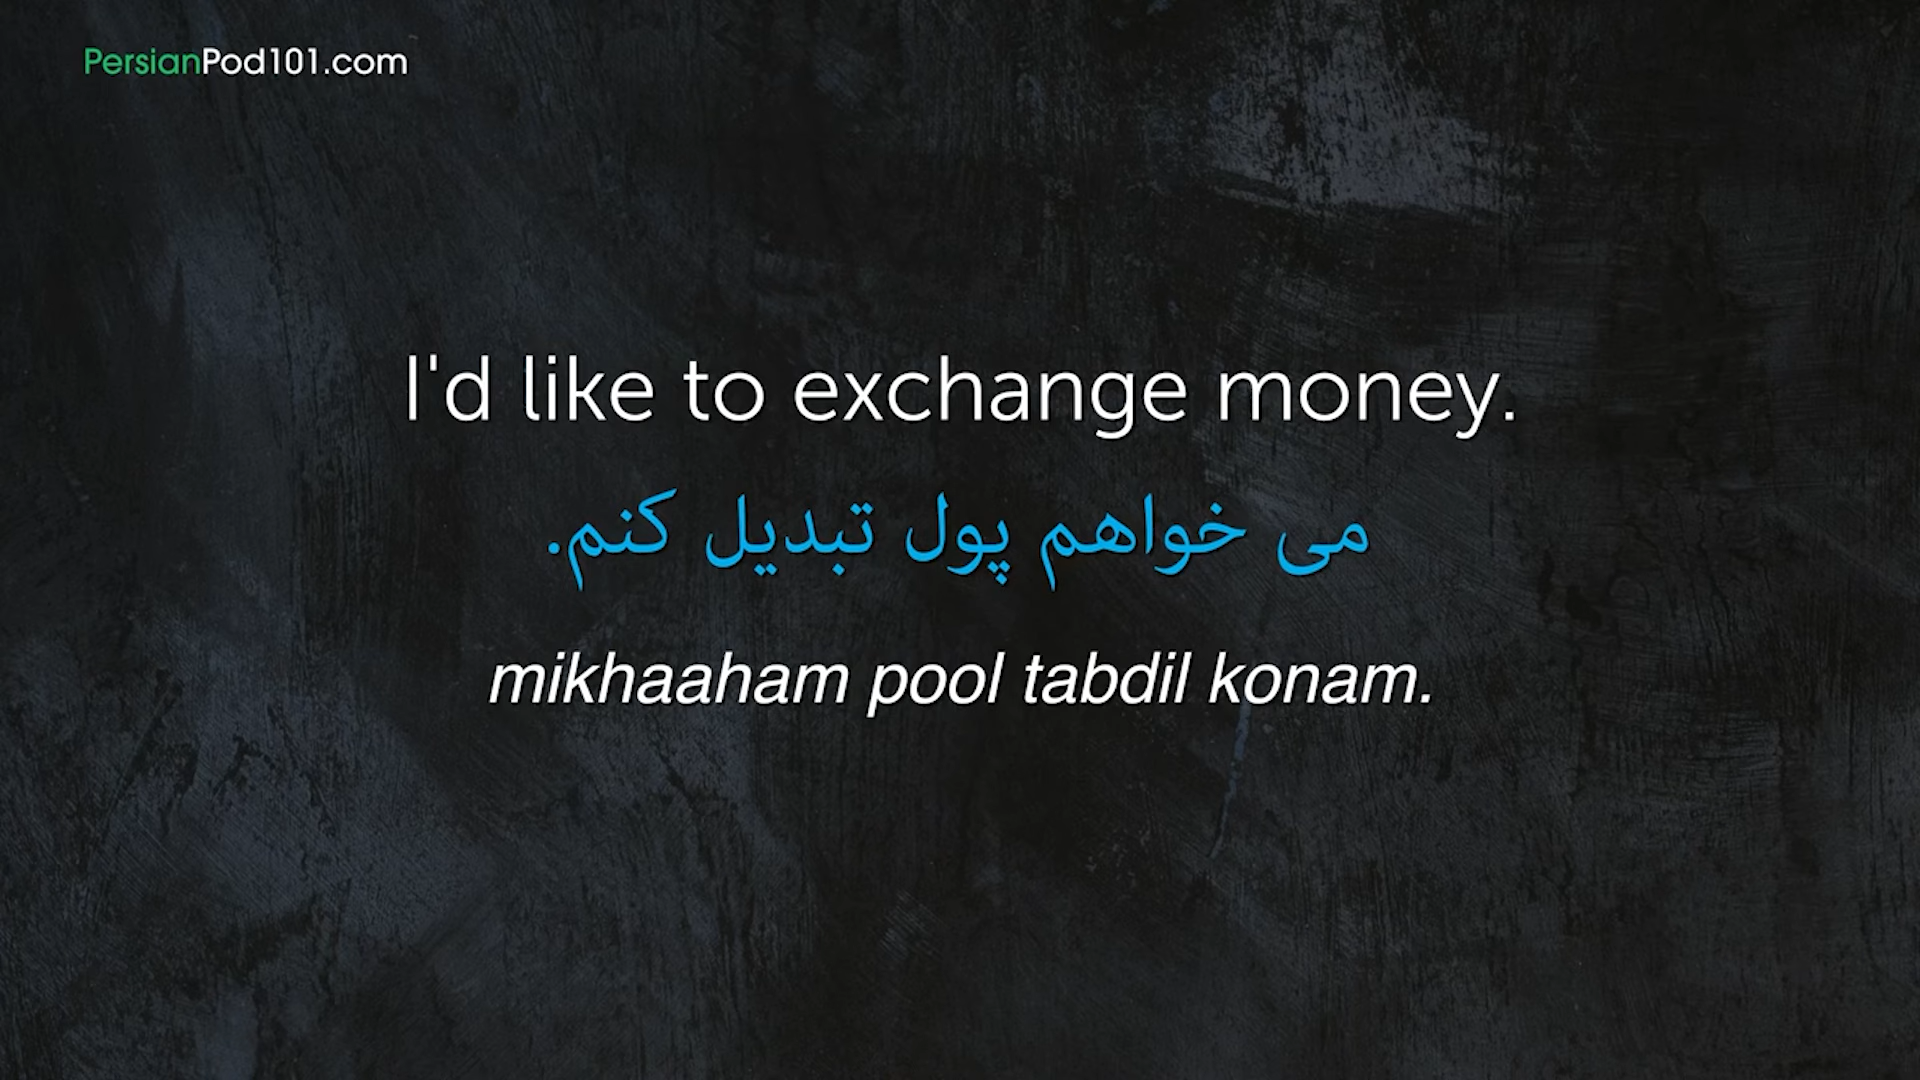 PersianPod101.com
I'd like to exchange money.
می خواهم پول تبدیل کنم.
mikhaaham pool tabdil konam.